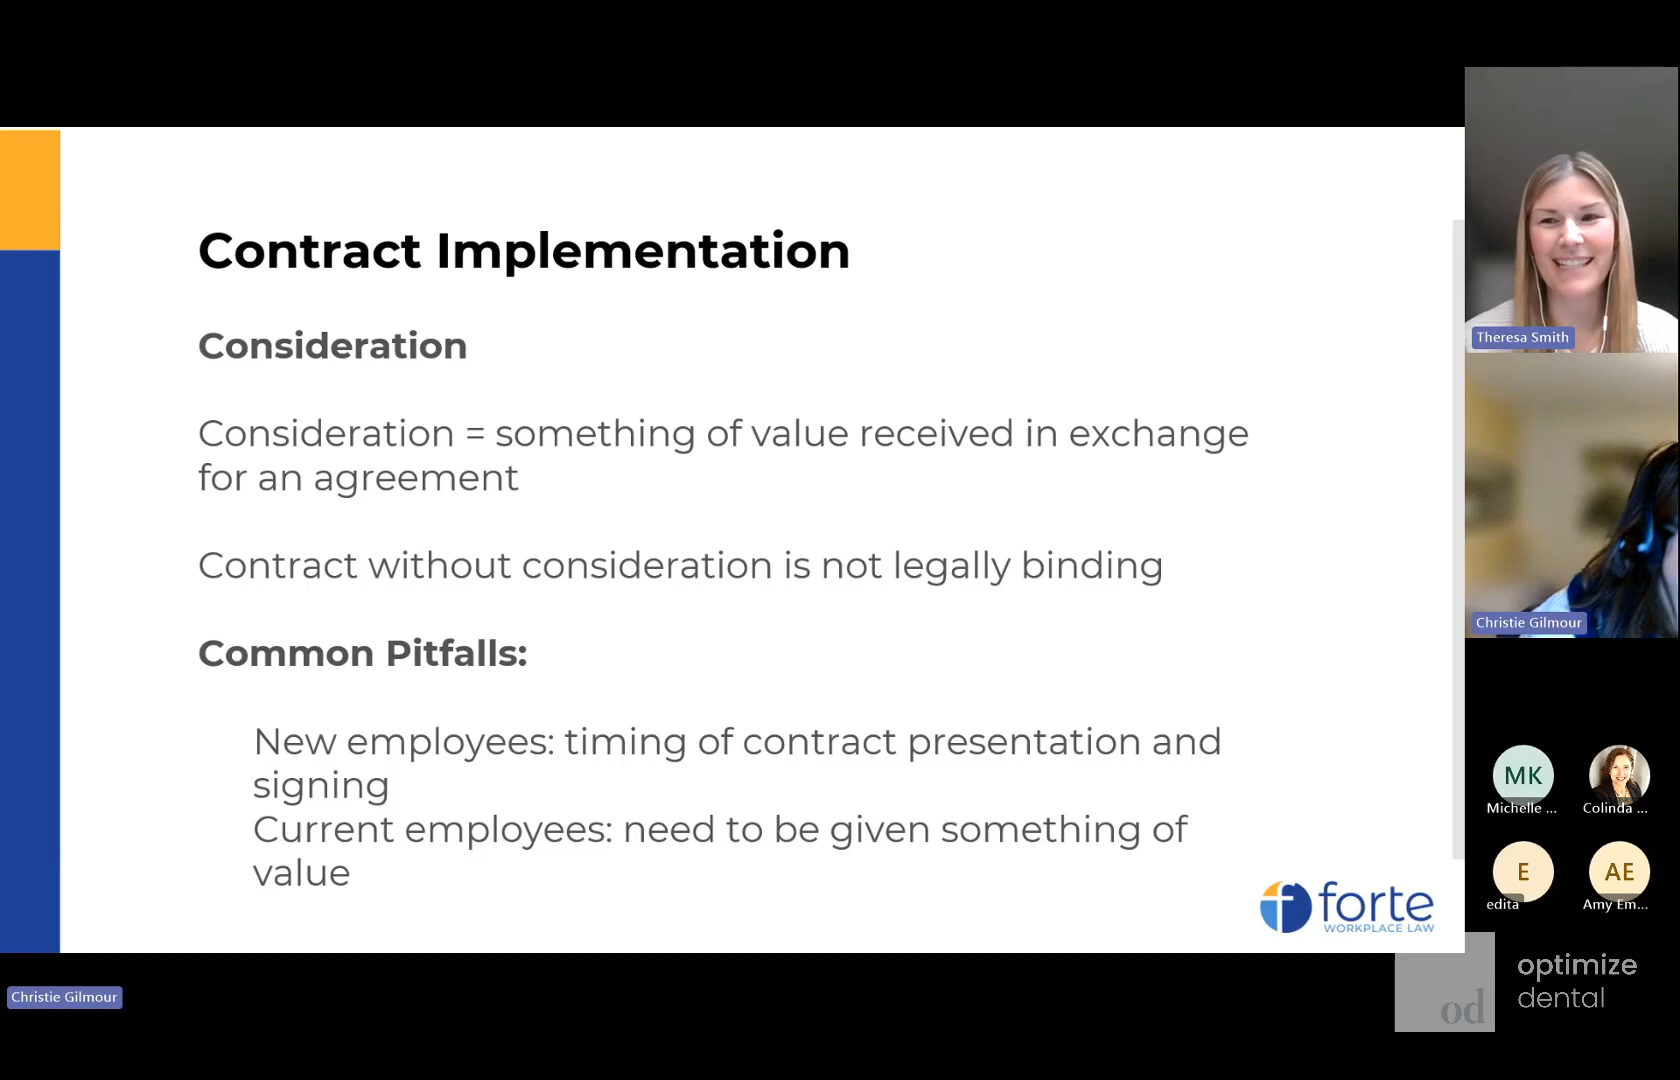 Contract Implementation
Consideration
Consideration = something of value received in exchange
for an agreement
Contract without consideration is not legally binding
Common Pitfalls:
New employees: timing of contract presentation and
signing
Current employees: need to be given something of
value
forte
WORKPLACE LAW
Theresa Smith
Christie Gilmour
MK
Michelle ...
Colinda ...
E
edita
AE
Amy Em...
od
optimize
dental
Christie Gilmour